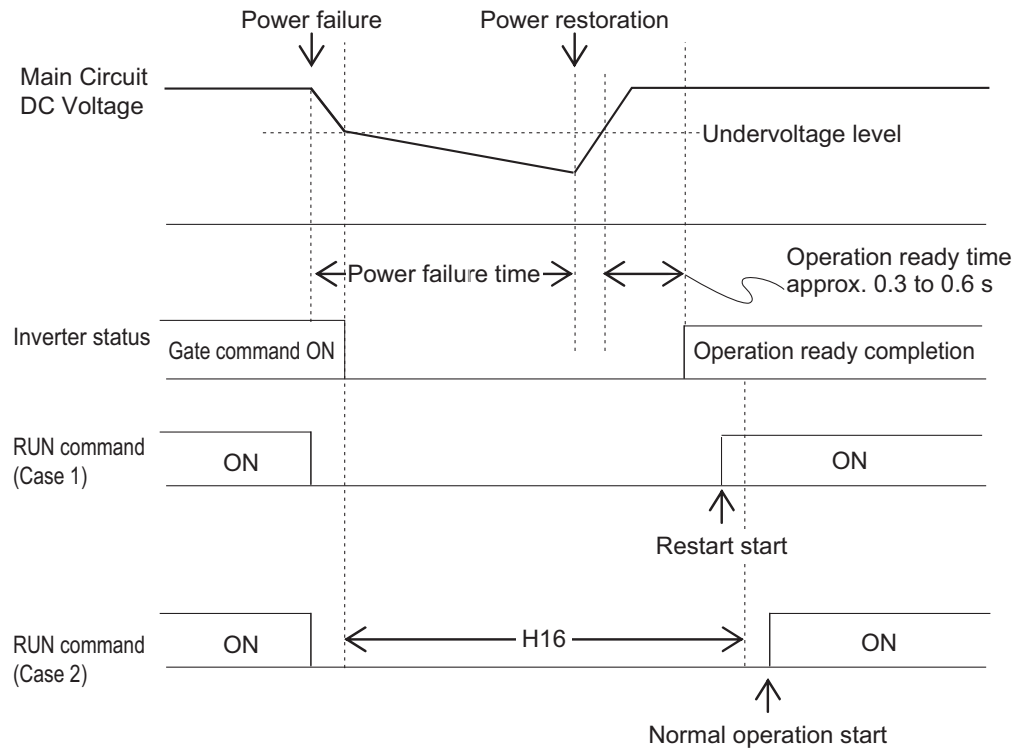 Power failure
Power restoration
Main Circuit
DC Voltage
Undervoltage level
Power failure time
Operation ready time
approx. 0.3 to 0.6 s
Inverter status
Gate command ON
Operation ready completion
RUN command
(Case 1)
ON
ON
Restart start
RUN command
(Case 2)
ON
H16
ON
Normal operation start